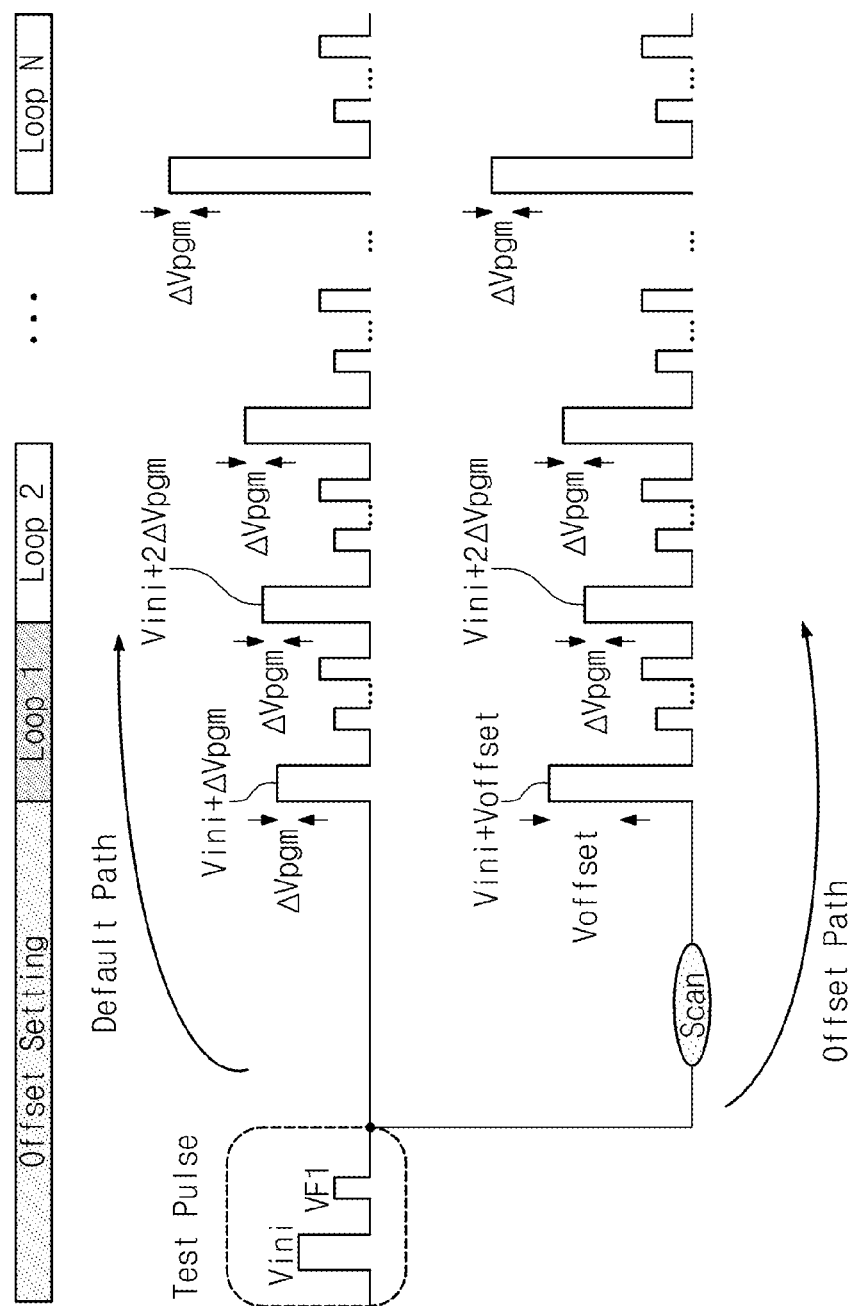 Offset Setting
Loop 1
Loop 2
...
Loop N
Default Path
Test Pulse
Vini
VF1
Vini+ΔVpgm
ΔVpgm
Vini+2ΔVpgm
ΔVpgm
ΔVpgm
ΔVpgm
...
...
...
...
...
Scan
Vini+Voffset
Voffset
Vini+2ΔVpgm
ΔVpgm
ΔVpgm
ΔVpgm
...
...
...
...
...
Offset Path